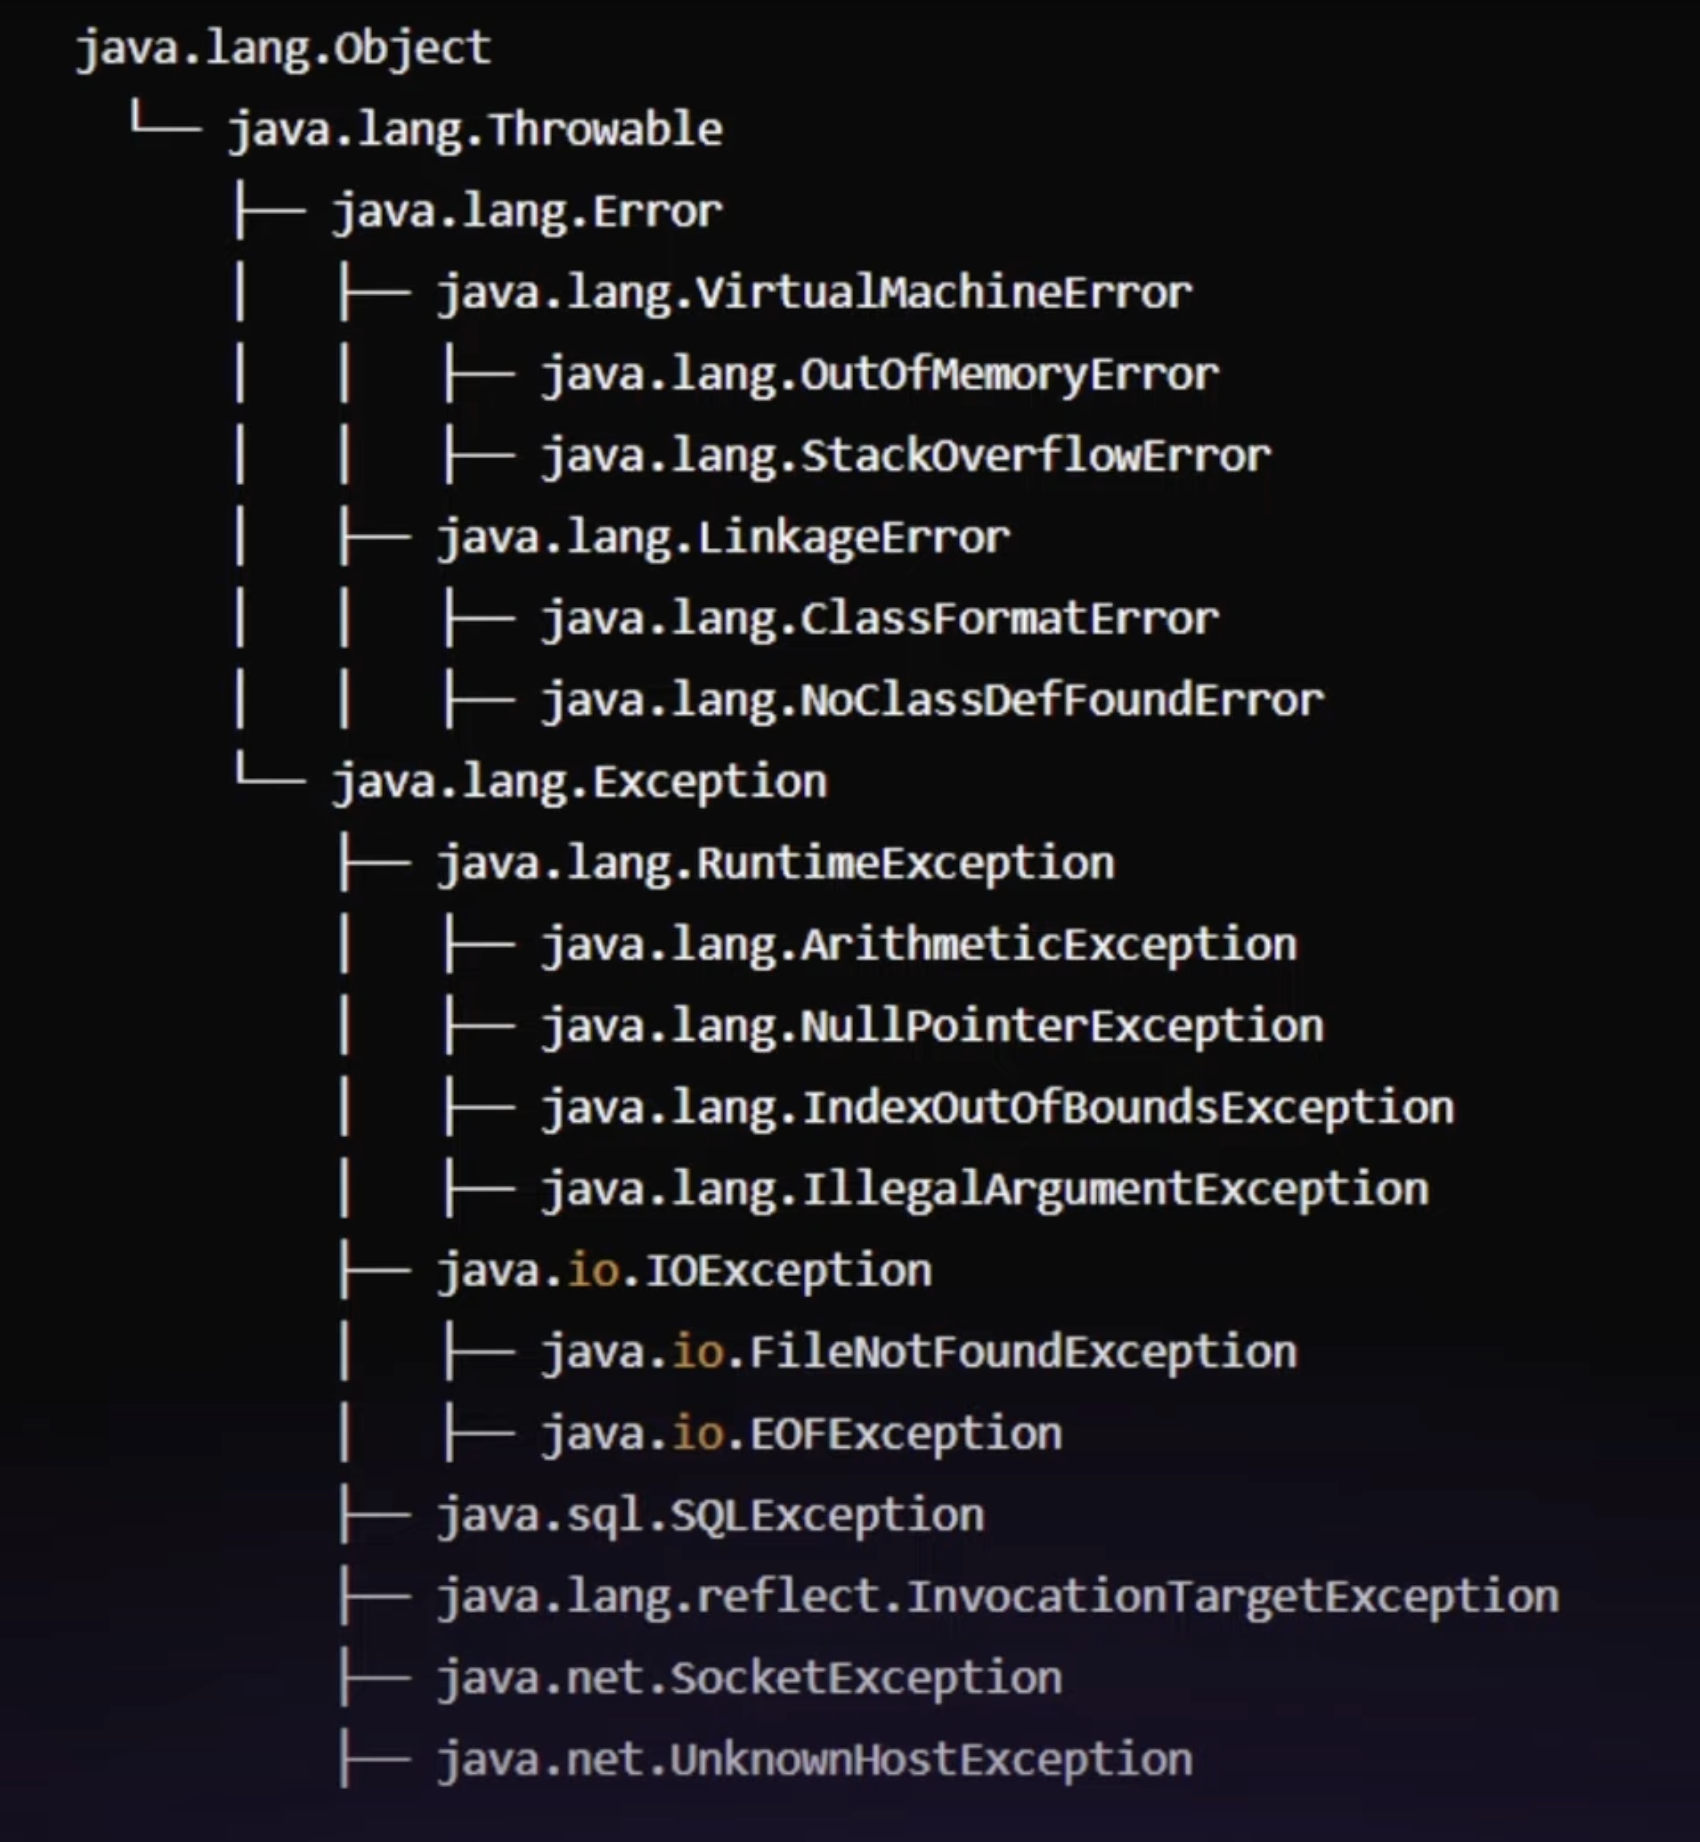 java.lang.Object
└── java.lang.Throwable
├── java.lang.Error
│ ├── java.lang.VirtualMachineError
│ │ ├── java.lang.OutOfMemoryError
│ │ ├── java.lang.StackOverflowError
│ ├── java.lang.LinkageError
│ │ ├── java.lang.ClassFormatError
│ │ ├── java.lang.NoClassDefFoundError
└── java.lang.Exception
├── java.lang.RuntimeException
│ ├── java.lang.ArithmeticException
│ ├── java.lang.NullPointerException
│ ├── java.lang.IndexOutOfBoundsException
│ ├── java.lang.IllegalArgumentException
├── java.io.IOException
│ ├── java.io.FileNotFoundException
│ ├── java.io.EOFException
├── java.sql.SQLException
├── java.lang.reflect.InvocationTargetException
├── java.net.SocketException
├── java.net.UnknownHostException